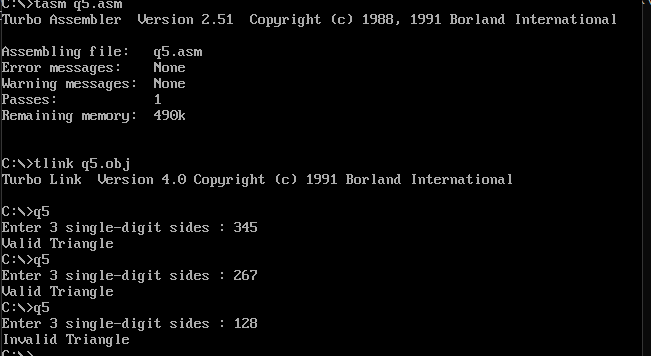 C:\>tasm q5.asm
Turbo Assembler  Version 2.51  Copyright (c) 1988, 1991 Borland International
Assembling file:   q5.asm
Error messages:    None
Warning messages:  None
Passes:            1
Remaining memory:  490k
C:\>tlink q5.obj
Turbo Link  Version 4.0 Copyright (c) 1991 Borland International
C:\>q5
Enter 3 single-digit sides : 345
Valid Triangle
C:\>q5
Enter 3 single-digit sides : 267
Valid Triangle
C:\>q5
Enter 3 single-digit sides : 128
Invalid Triangle
C:\>